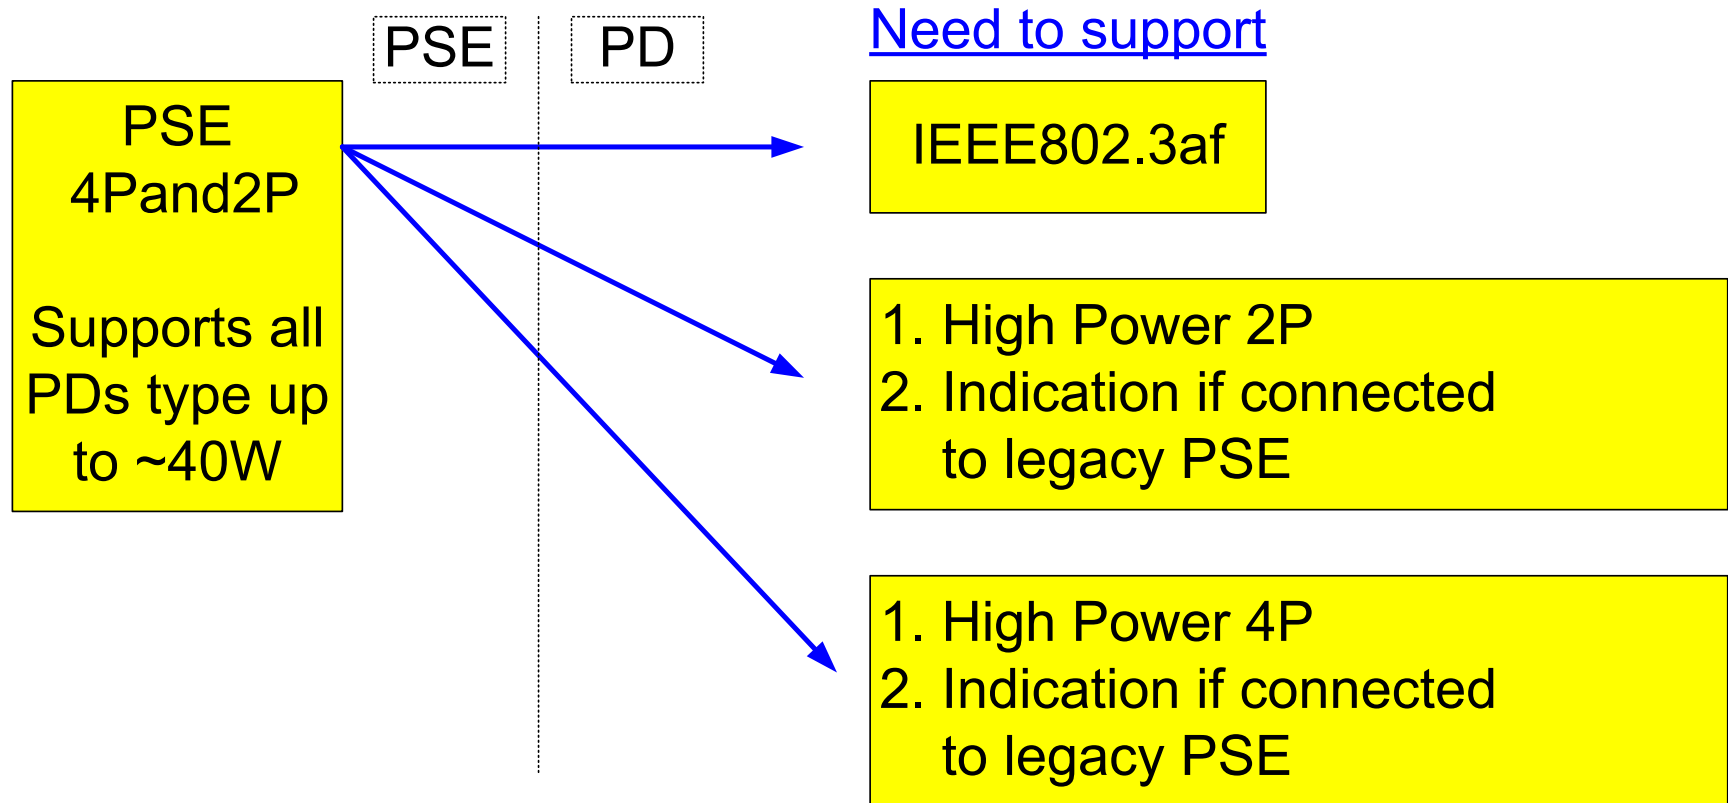 PSE
PD
Need to support
PSE
4Pand2P
Supports all
PDs type up
to ~40W
IEEE802.3af
1. High Power 2P
2. Indication if connected
to legacy PSE
1. High Power 4P
2. Indication if connected
to legacy PSE